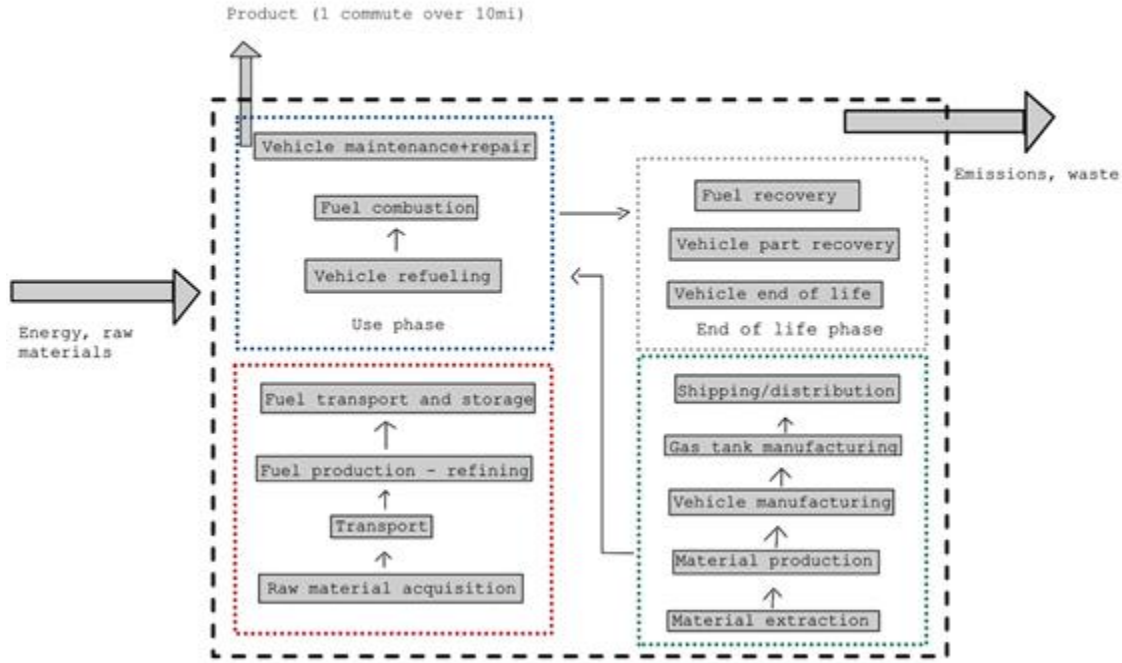 Product (1 commute over 10mi)
Vehicle maintenance+repair
Fuel combustion
Vehicle refueling
Use phase
Energy, raw
materials
Fuel transport and storage
Fuel production - refining
Transport
Raw material acquisition
Emissions, waste
Fuel recovery
Vehicle part recovery
Vehicle end of life
End of life phase
Shipping/distribution
Gas tank manufacturing
Vehicle manufacturing
Material production
Material extraction